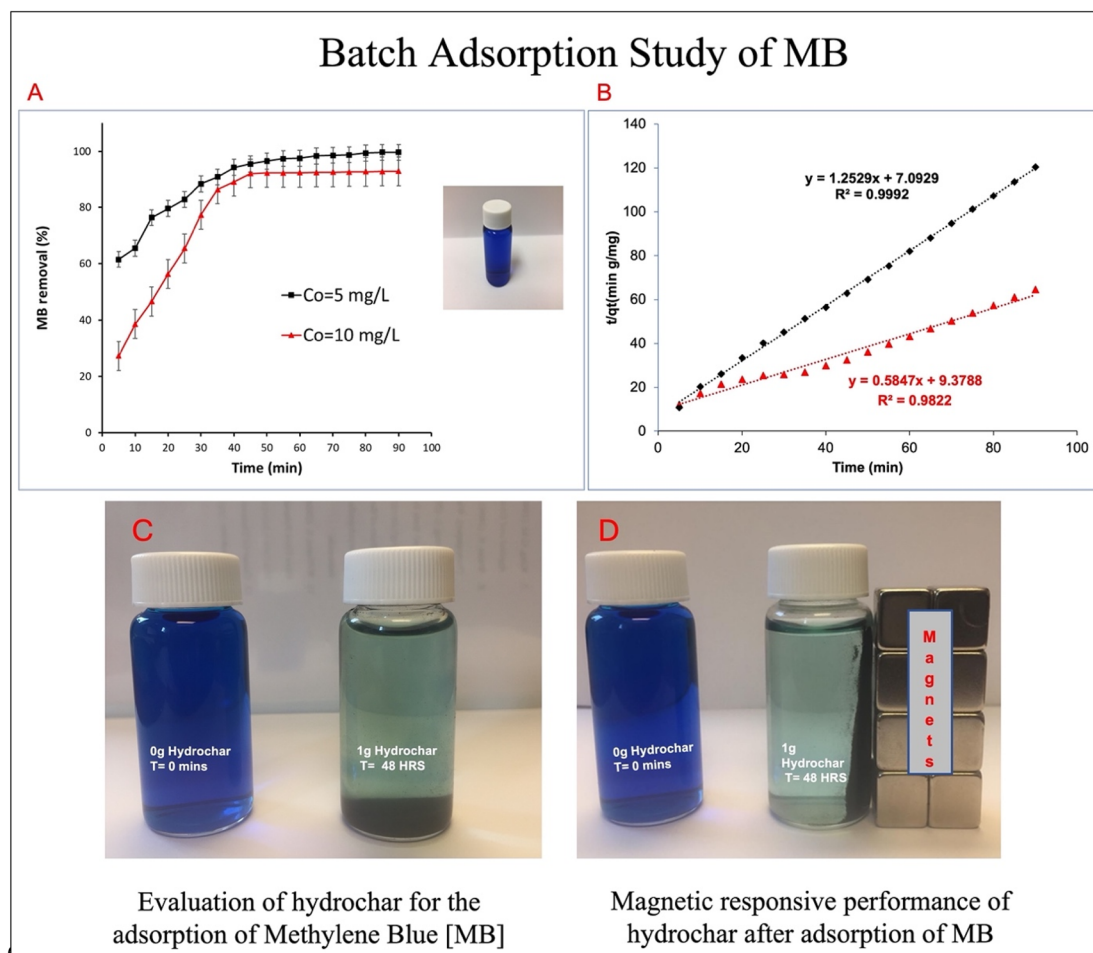 Batch Adsorption Study of MB
A
MB removal (%)
100
80
60
40
20
0
0 10 20 30 40 50 60 70 80 90 100
Time (min)
Co=5 mg/L
Co=10 mg/L
B
t/qt(min g/mg)
140
120
100
80
60
40
20
0
0 20 40 60 80 100
Time (min)
y = 1.2529x + 7.0929
R² = 0.9992
y = 0.5847x + 9.3788
R² = 0.9822
C
0g Hydrochar
T= 0 mins
1g Hydrochar
T= 48 HRS
D
0g Hydrochar
T= 0 mins
1g
Hydrochar
T= 48 HRS
Magnets
Evaluation of hydrochar for the
adsorption of Methylene Blue [MB]
Magnetic responsive performance of
hydrochar after adsorption of MB